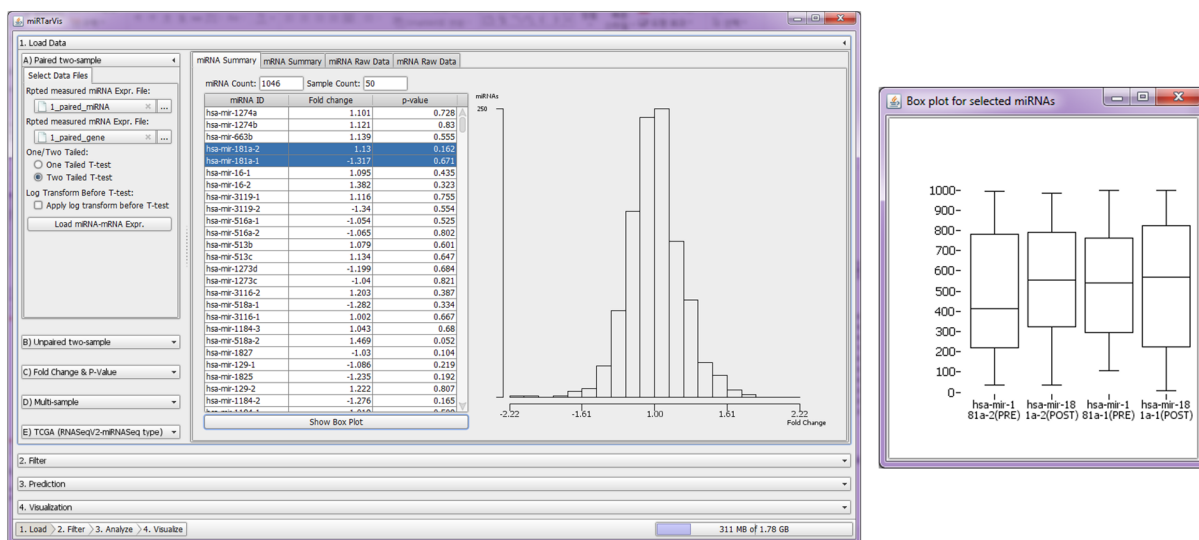 miRTarVis
1. Load Data
A) Paired two-sample
Select Data Files
Rpted measured miRNA Expr. File:
1_paired_miRNA
...
Rpted measured mRNA Expr. File:
1_paired_gene
...
One/Two Tailed:
One Tailed T-test
Two Tailed T-test
Log Transform Before T-test:
Apply log transform before T-test
Load miRNA-mRNA Expr.
B) Unpaired two-sample
C) Fold Change & P-Value
D) Multi-sample
E) TCGA (RNASeqV2-miRNASeq type)
miRNA Summary mRNA Summary miRNA Raw Data mRNA Raw Data
miRNA Count: 1046 Sample Count: 50
miRNA ID Fold change p-value
hsa-mir-1274a 1.101 0.728
hsa-mir-1274b 1.121 0.83
hsa-mir-663b 1.139 0.555
hsa-mir-181a-2 1.13 0.162
hsa-mir-181a-1 -1.317 0.671
hsa-mir-16-1 1.095 0.435
hsa-mir-16-2 1.382 0.323
hsa-mir-3119-1 1.116 0.755
hsa-mir-3119-2 -1.34 0.554
hsa-mir-516a-1 -1.054 0.525
hsa-mir-516a-2 -1.065 0.802
hsa-mir-513b 1.079 0.601
hsa-mir-513c 1.134 0.647
hsa-mir-1273d -1.199 0.684
hsa-mir-1273c -1.04 0.821
hsa-mir-3116-2 1.203 0.387
hsa-mir-518a-1 -1.282 0.334
hsa-mir-3116-1 1.002 0.667
hsa-mir-1184-3 1.043 0.68
hsa-mir-518a-2 1.469 0.052
hsa-mir-1827 -1.03 0.104
hsa-mir-129-1 -1.086 0.219
hsa-mir-1825 -1.235 0.192
hsa-mir-129-2 1.222 0.807
hsa-mir-1184-2 -1.276 0.165
Show Box Plot
miRNAs
250
-2.22 -1.61 1.00 1.61 2.22
Fold Change
2. Filter
3. Prediction
4. Visualization
1. Load 2. Filter 3. Analyze 4. Visualize
311 MB of 1.78 GB
Box plot for selected miRNAs
1000-
900-
800-
700-
600-
500-
400-
300-
200-
100-
0-
hsa-mir-1 hsa-mir-18 hsa-mir-1 hsa-mir-18
81a-2(PRE) 1a-2(POST) 81a-1(PRE) 1a-1(POST)